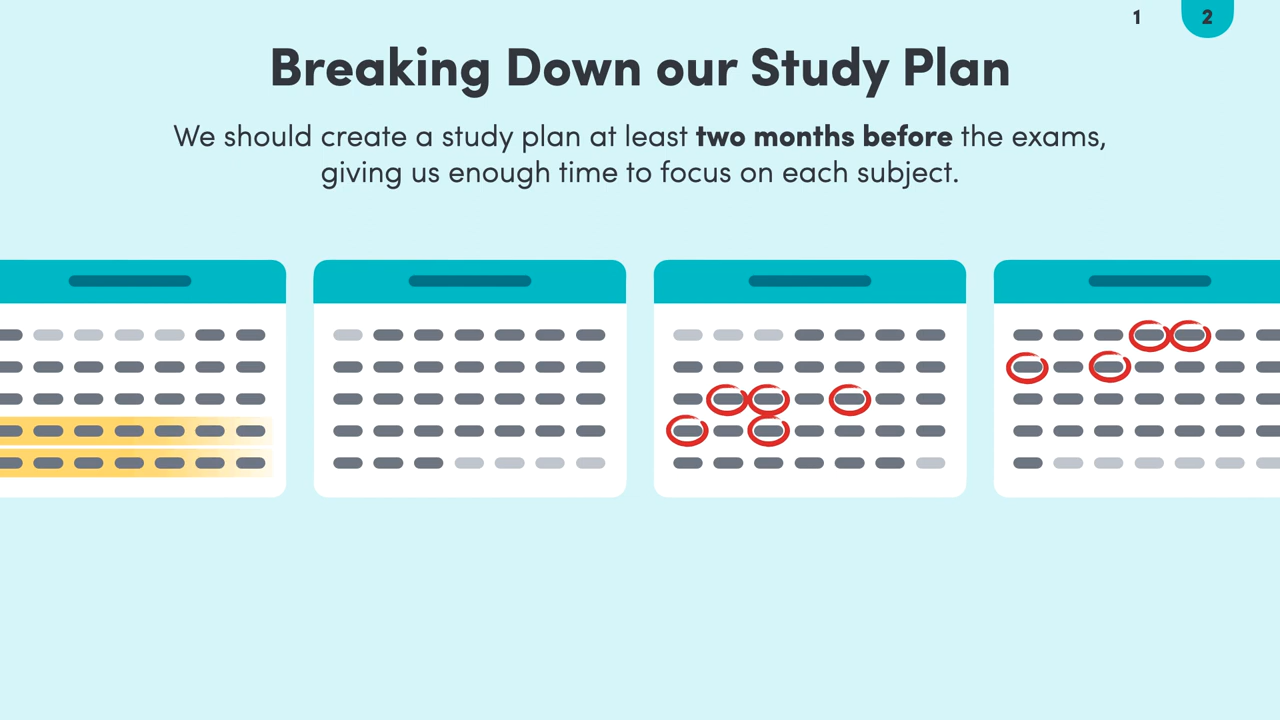 1
2
Breaking Down our Study Plan
We should create a study plan at least two months before the exams,
giving us enough time to focus on each subject.